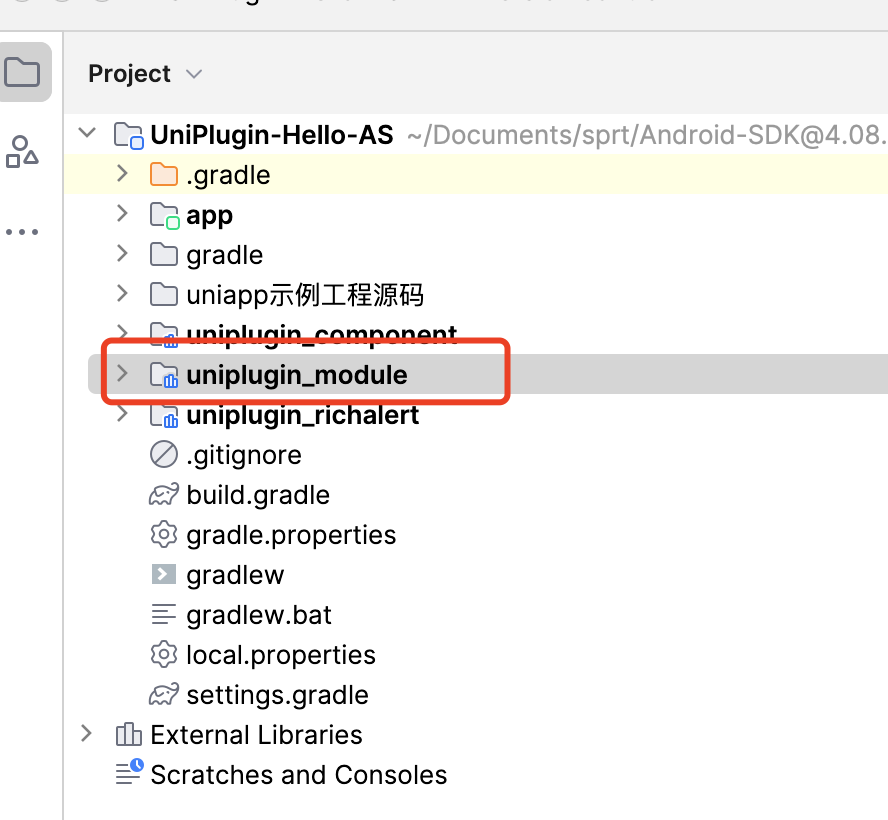 Project
UniPlugin-Hello-AS ~/Documents/sprt/Android-SDK@4.08.
.gradle
app
gradle
uniapp示例工程源码
uniplugin_component
uniplugin_module
uniplugin_richalert
.gitignore
build.gradle
gradle.properties
gradlew
gradlew.bat
local.properties
settings.gradle
External Libraries
Scratches and Consoles